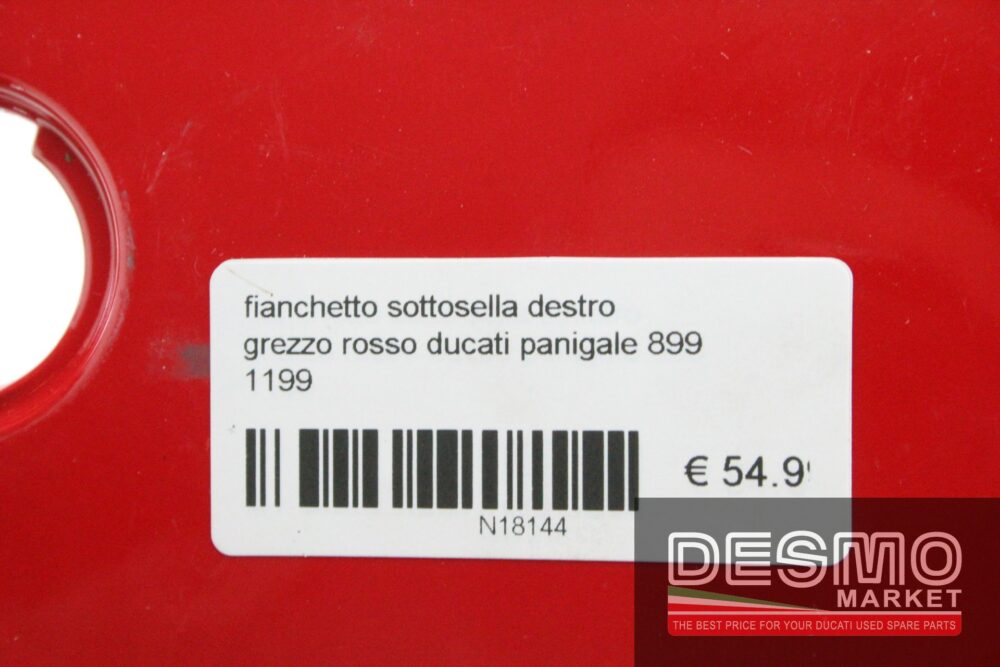 fianchetto sottosella destro
grezzo rosso ducati panigale 899
1199
€ 54.9
N18144
DESMO
MARKET
THE BEST PRICE FOR YOUR DUCATI USED SPARE PARTS